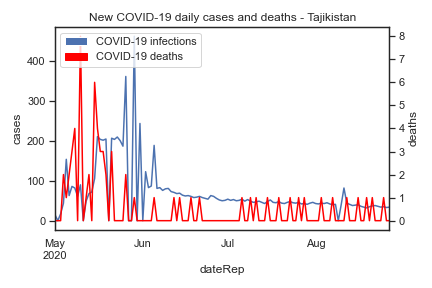 New COVID-19 daily cases and deaths - Tajikistan
COVID-19 infections
COVID-19 deaths
400
300
200
100
0
cases
8
7
6
5
4
3
2
1
0
deaths
May
2020
Jun
Jul
Aug
dateRep